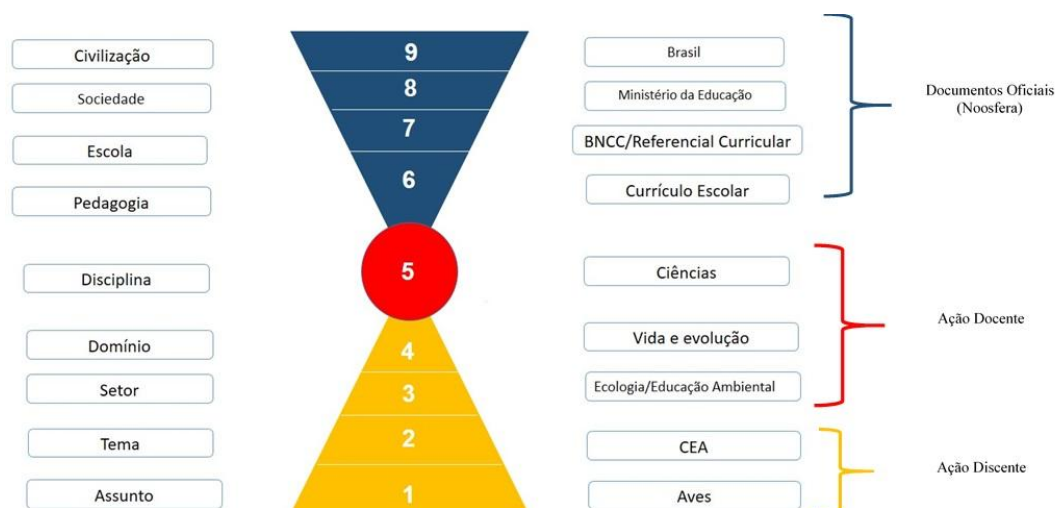 Civilização
9
Brasil
Sociedade
8
Ministério da Educação
Documentos Oficiais
(Noosfera)
Escola
7
BNCC/Referencial Curricular
Pedagogia
6
Currículo Escolar
Disciplina
5
Ciências
Ação Docente
Domínio
4
Vida e evolução
Setor
3
Ecologia/Educação Ambiental
Tema
2
CEA
Ação Discente
Assunto
1
Aves